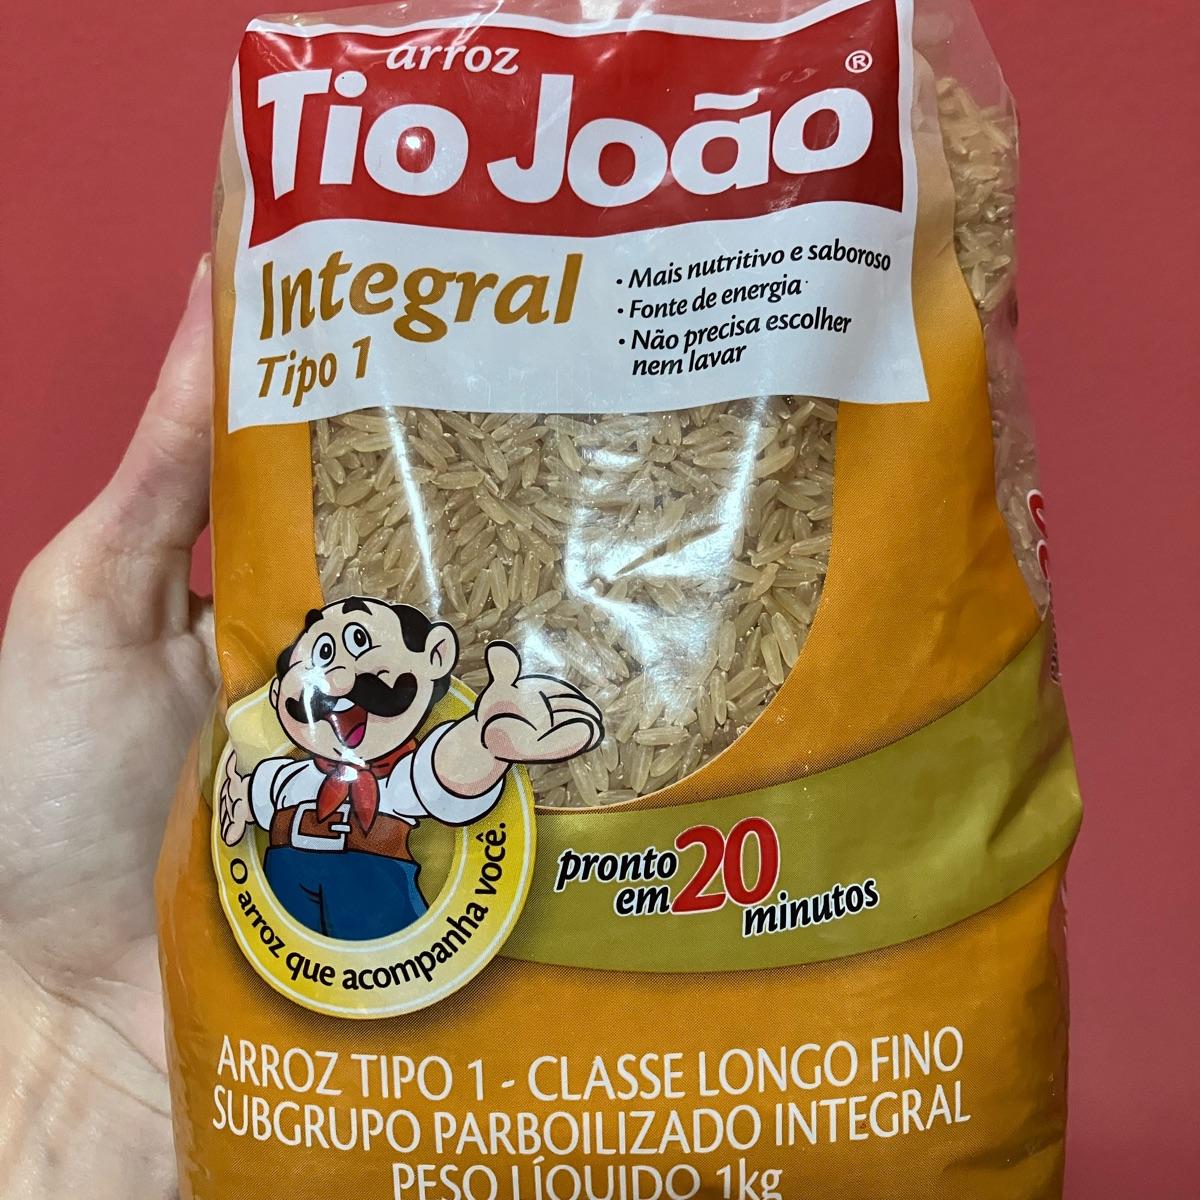 arroz
Tio João®
Integral
Tipo 1
• Mais nutritivo e saboroso
• Fonte de energia
• Não precisa escolher
nem lavar
O arroz que acompanha você.
pronto
em 20
minutos
ARROZ TIPO 1 - CLASSE LONGO FINO
SUBGRUPO PARBOILIZADO INTEGRAL
PESO LÍQUIDO 1kg